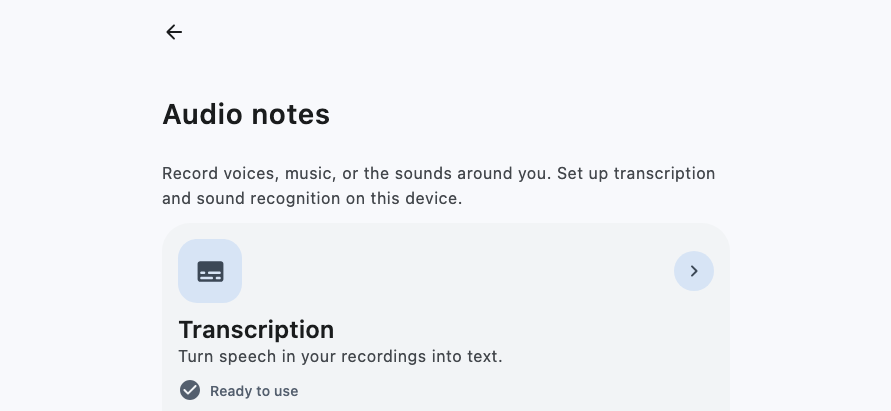 Audio notes
Record voices, music, or the sounds around you. Set up transcription
and sound recognition on this device.
Transcription
Turn speech in your recordings into text.
Ready to use